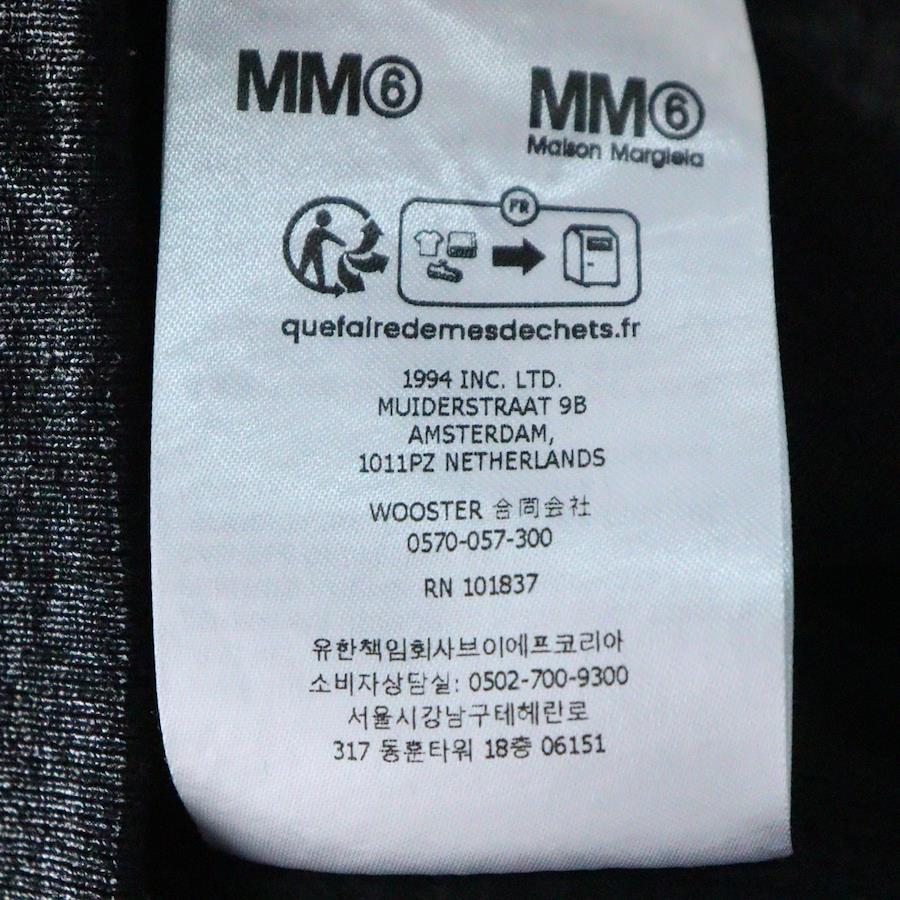 MM⑥
MM⑥
Maison Margiela
FR
quefairedemesdechets.fr
1994 INC. LTD.
MUIDERSTRAAT 9B
AMSTERDAM,
1011PZ NETHERLANDS
WOOSTER 合同会社
0570-057-300
RN 101837
유한책임회사브이에프코리아
소비자상담실: 0502-700-9300
서울시강남구테헤란로
317 동훈타워 18층 06151